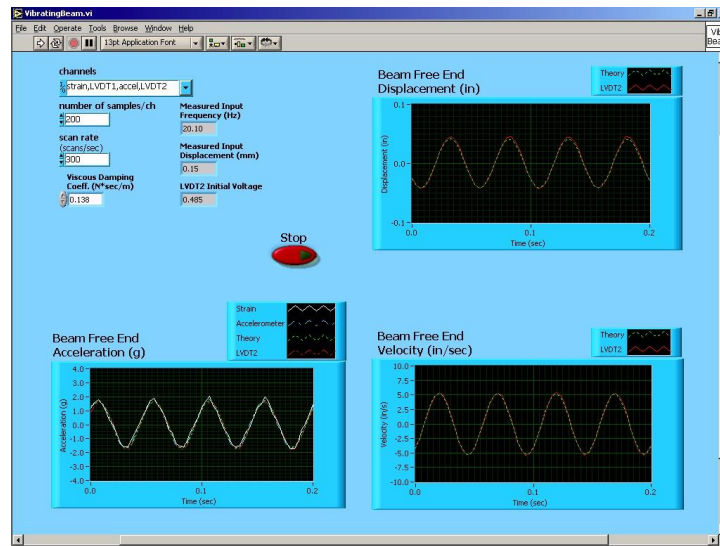 VibratingBeam.vi
File Edit Operate Tools Browse Window Help
13pt Application Font
channels
strain,LVDT1,accel,LVDT2
number of samples/ch
200
scan rate
(scans/sec)
300
Viscous Damping
Coeff. (N*sec/m)
0.138
Measured Input
Frequency (Hz)
20.10
Measured Input
Displacement (mm)
0.15
LVDT2 Initial Voltage
0.485
Stop
Beam Free End
Displacement (in)
Theory
LVDT2
Displacement (in)
0.1
0.0
-0.1
0.0 0.1 0.2
Time (sec)
Beam Free End
Acceleration (g)
Strain
Accelerometer
Theory
LVDT2
Acceleration (g)
4.0
3.0
2.0
1.0
0.0
-1.0
-2.0
-3.0
-4.0
0.0 0.1 0.2
Time (sec)
Beam Free End
Velocity (in/sec)
Theory
LVDT2
Velocity (in/s)
10.0
7.5
5.0
2.5
0.0
-2.5
-5.0
-7.5
-10.0
0.0 0.1 0.2
Time (sec)